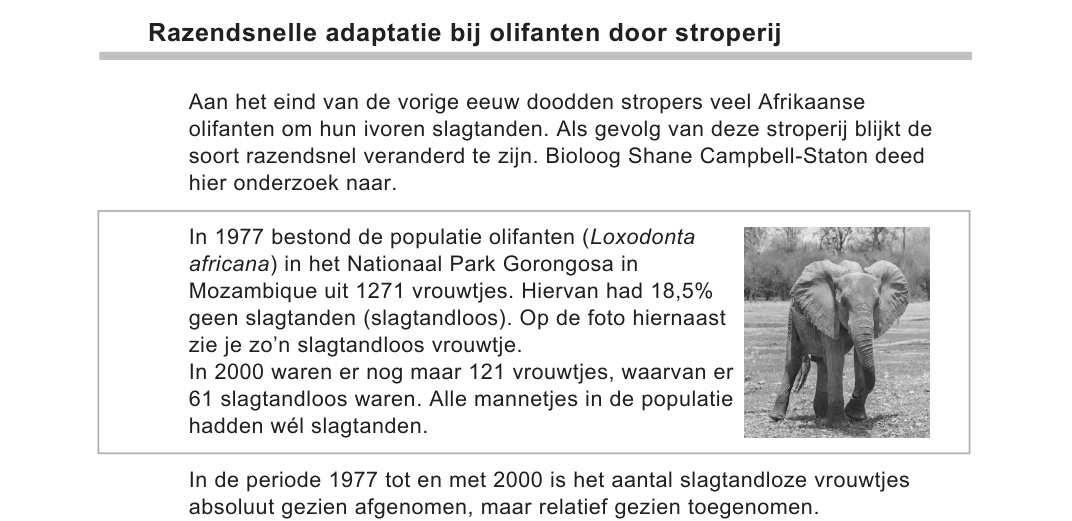 Razendsnelle adaptatie bij olifanten door stroperij
Aan het eind van de vorige eeuw doodden stropers veel Afrikaanse
olifanten om hun ivoren slagtanden. Als gevolg van deze stroperij blijkt de
soort razendsnel veranderd te zijn. Bioloog Shane Campbell-Staton deed
hier onderzoek naar.
In 1977 bestond de populatie olifanten (Loxodonta
africana) in het Nationaal Park Gorongosa in
Mozambique uit 1271 vrouwtjes. Hiervan had 18,5%
geen slagtanden (slagtandloos). Op de foto hiernaast
zie je zo’n slagtandloos vrouwtje.
In 2000 waren er nog maar 121 vrouwtjes, waarvan er
61 slagtandloos waren. Alle mannetjes in de populatie
hadden wél slagtanden.
In de periode 1977 tot en met 2000 is het aantal slagtandloze vrouwtjes
absoluut gezien afgenomen, maar relatief gezien toegenomen.